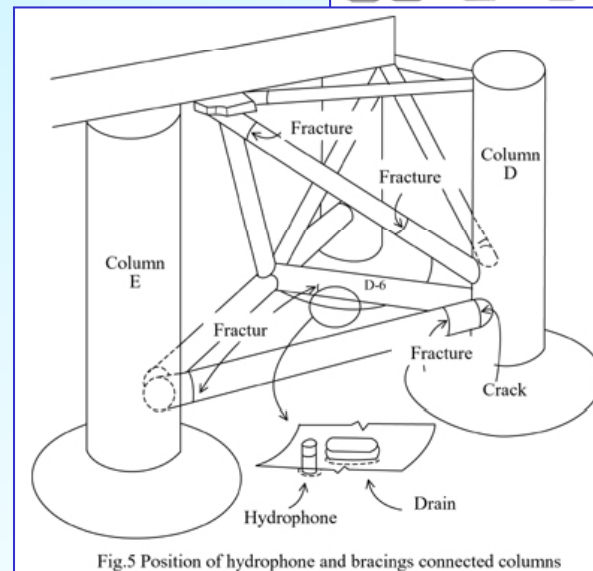 Fracture
Fracture
Column
D
Column
E
D-6
Fractur
Fracture
Crack
Drain
Hydrophone
Fig.5 Position of hydrophone and bracings connected columns